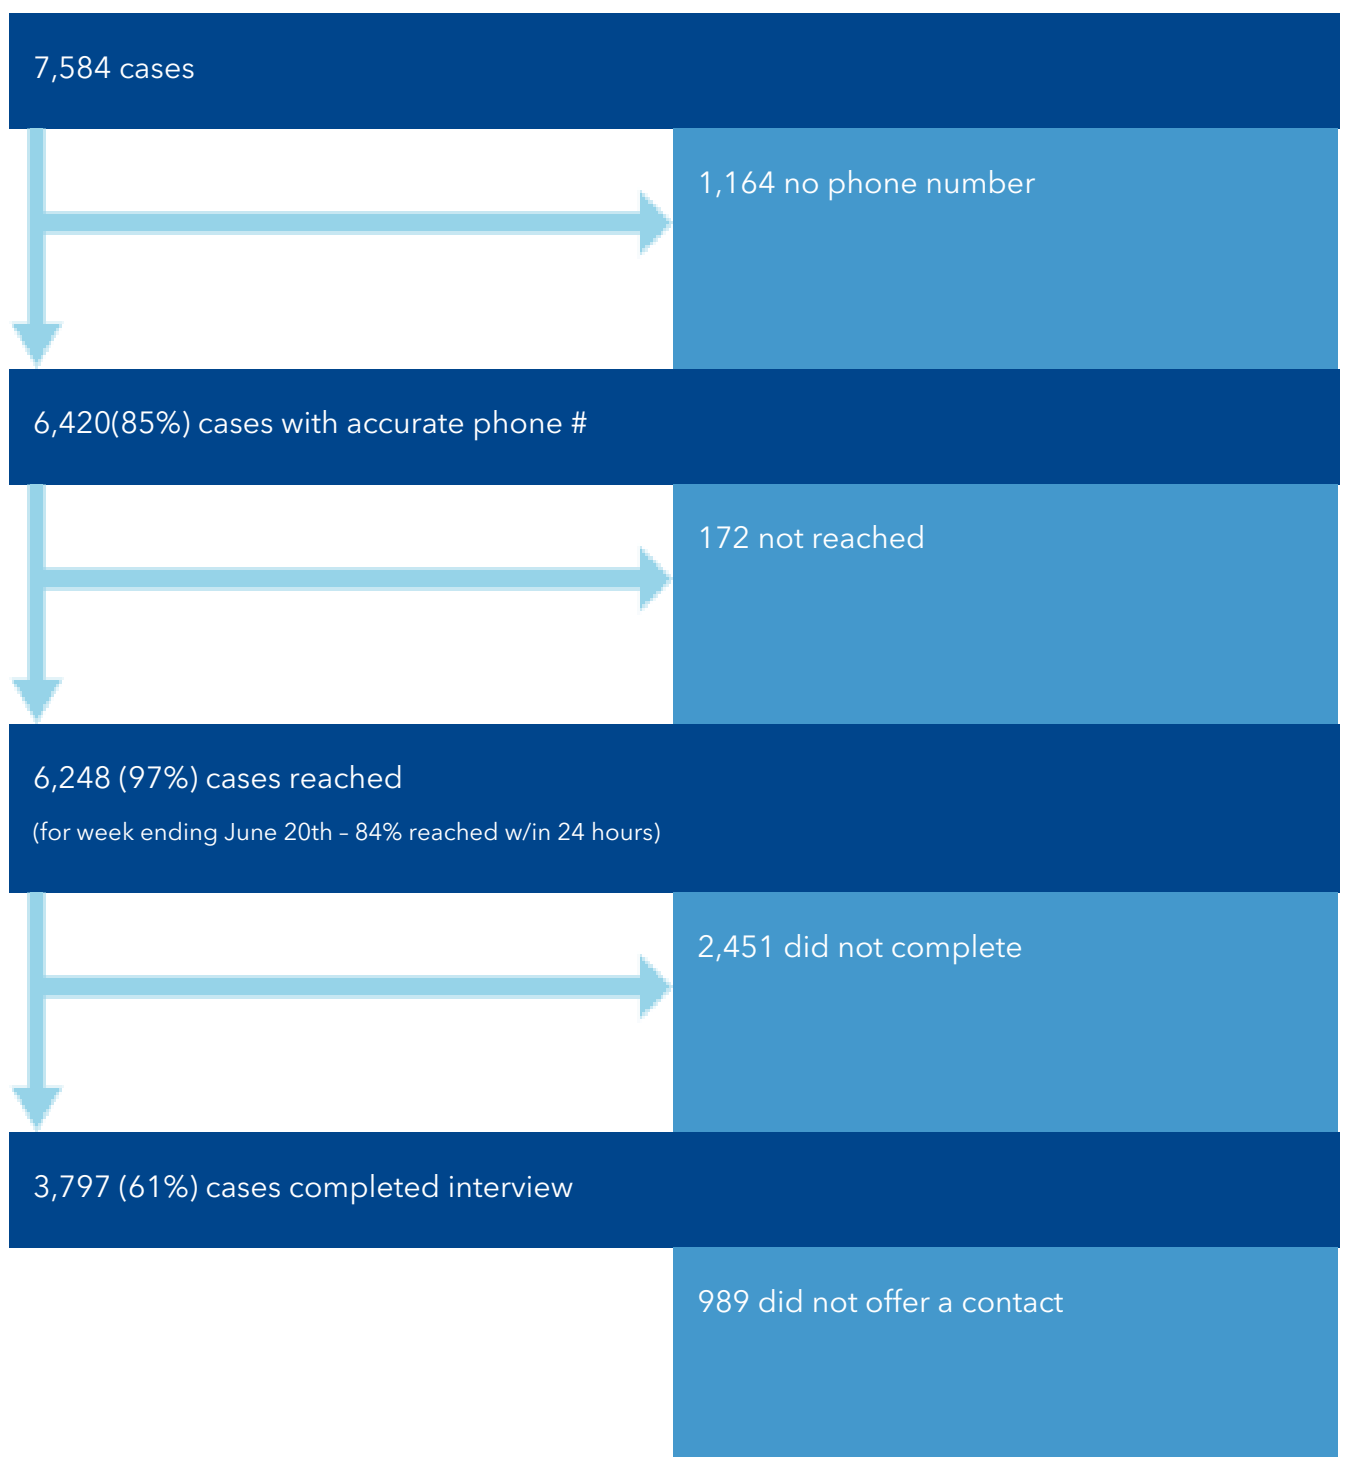 7,584 cases
1,164 no phone number
6,420(85%) cases with accurate phone #
172 not reached
6,248 (97%) cases reached
(for week ending June 20th – 84% reached w/in 24 hours)
2,451 did not complete
3,797 (61%) cases completed interview
989 did not offer a contact